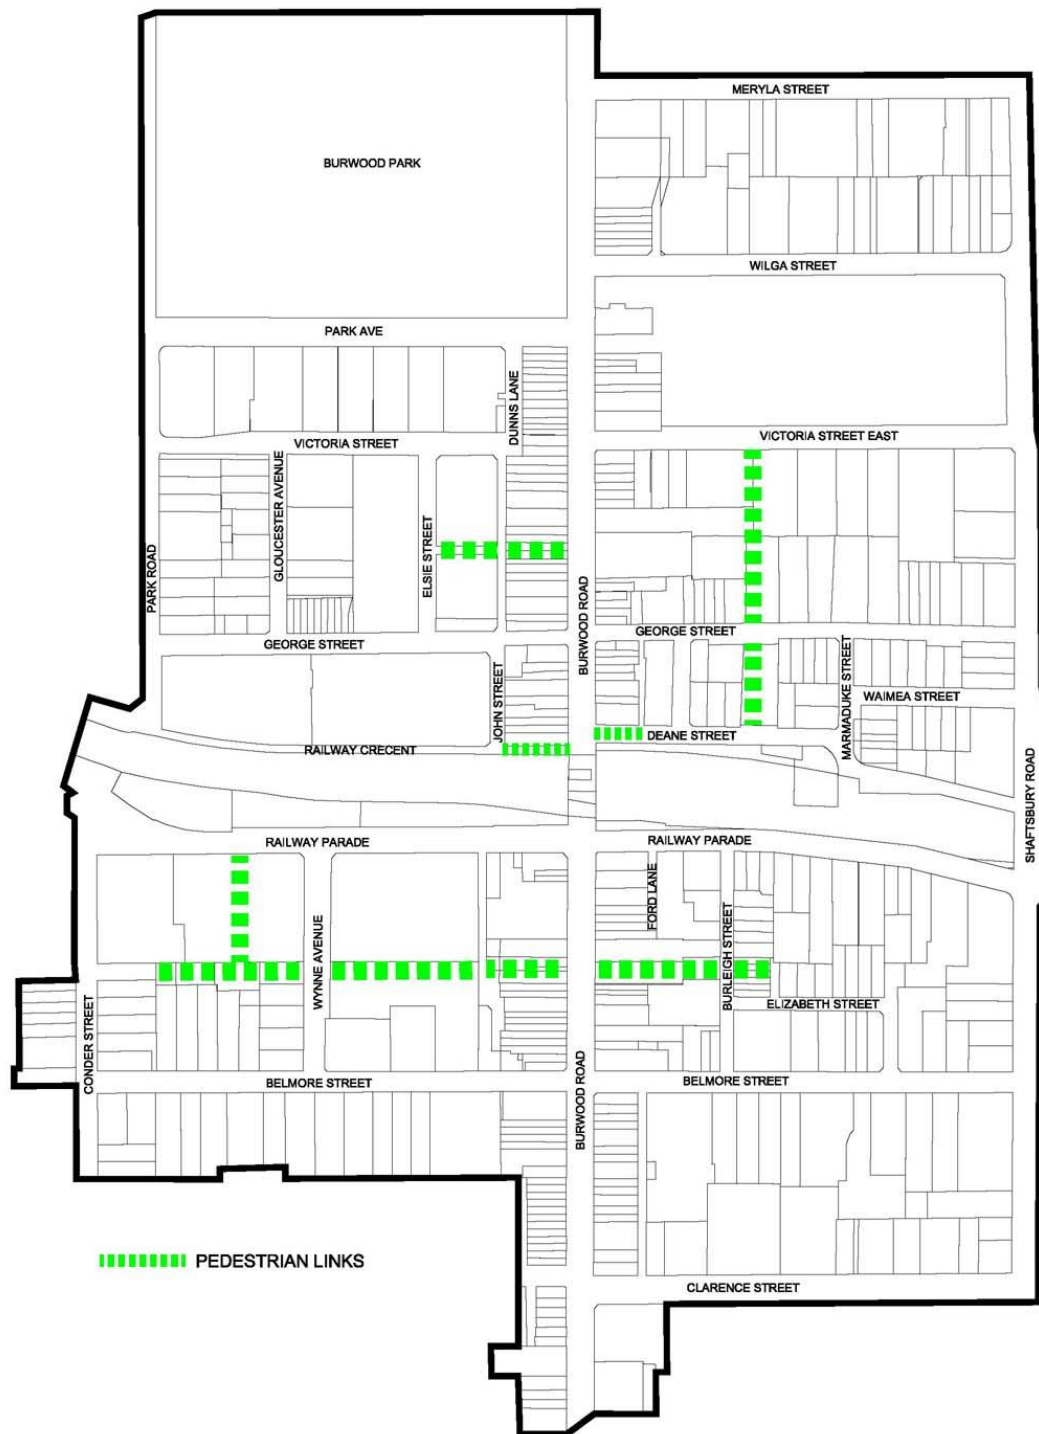 MERYLA STREET
BURWOOD PARK
WILGA STREET
PARK AVE
DUNNS LANE
VICTORIA STREET
VICTORIA STREET EAST
GLOUCESTER AVENUE
ELSIE STREET
PARK ROAD
BURWOOD ROAD
GEORGE STREET
GEORGE STREET
JOHN STREET
MARMADUKE STREET
WAIMEA STREET
DEANE STREET
RAILWAY CRECENT
SHAFTSBURY ROAD
RAILWAY PARADE
RAILWAY PARADE
FORD LANE
WYNNE AVENUE
BURLEIGH STREET
ELIZABETH STREET
CONDER STREET
BELMORE STREET
BELMORE STREET
BURWOOD ROAD
PEDESTRIAN LINKS
CLARENCE STREET